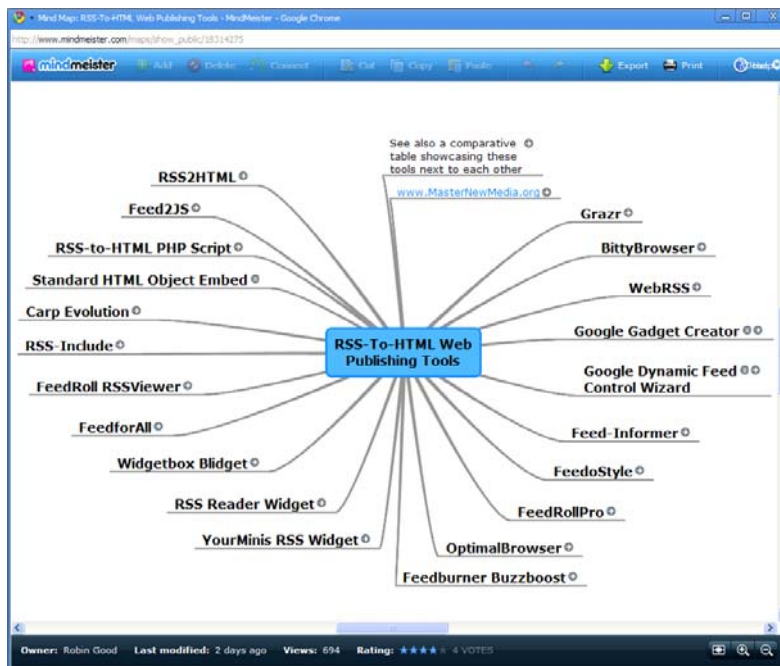 Mind Map: RSS-To-HTML Web Publishing Tools - MindMeister - Google Chrome
http://www.mindmeister.com/maps/show_public/18314275
mindmeister Add Delete Connect Cut Copy Paste Export Print
See also a comparative
table showcasing these
tools next to each other
www.MasterNewMedia.org
RSS2HTML
Feed2JS
RSS-to-HTML PHP Script
Standard HTML Object Embed
Carp Evolution
RSS-Include
FeedRoll RSSViewer
FeedforAll
Widgetbox Blidget
RSS Reader Widget
YourMinis RSS Widget
RSS-To-HTML Web
Publishing Tools
Grazr
BittyBrowser
WebRSS
Google Gadget Creator
Google Dynamic Feed
Control Wizard
Feed-Informer
FeedoStyle
FeedRollPro
OptimalBrowser
Feedburner Buzzboost
Owner: Robin Good Last modified: 2 days ago Views: 694 Rating: 4 VOTES